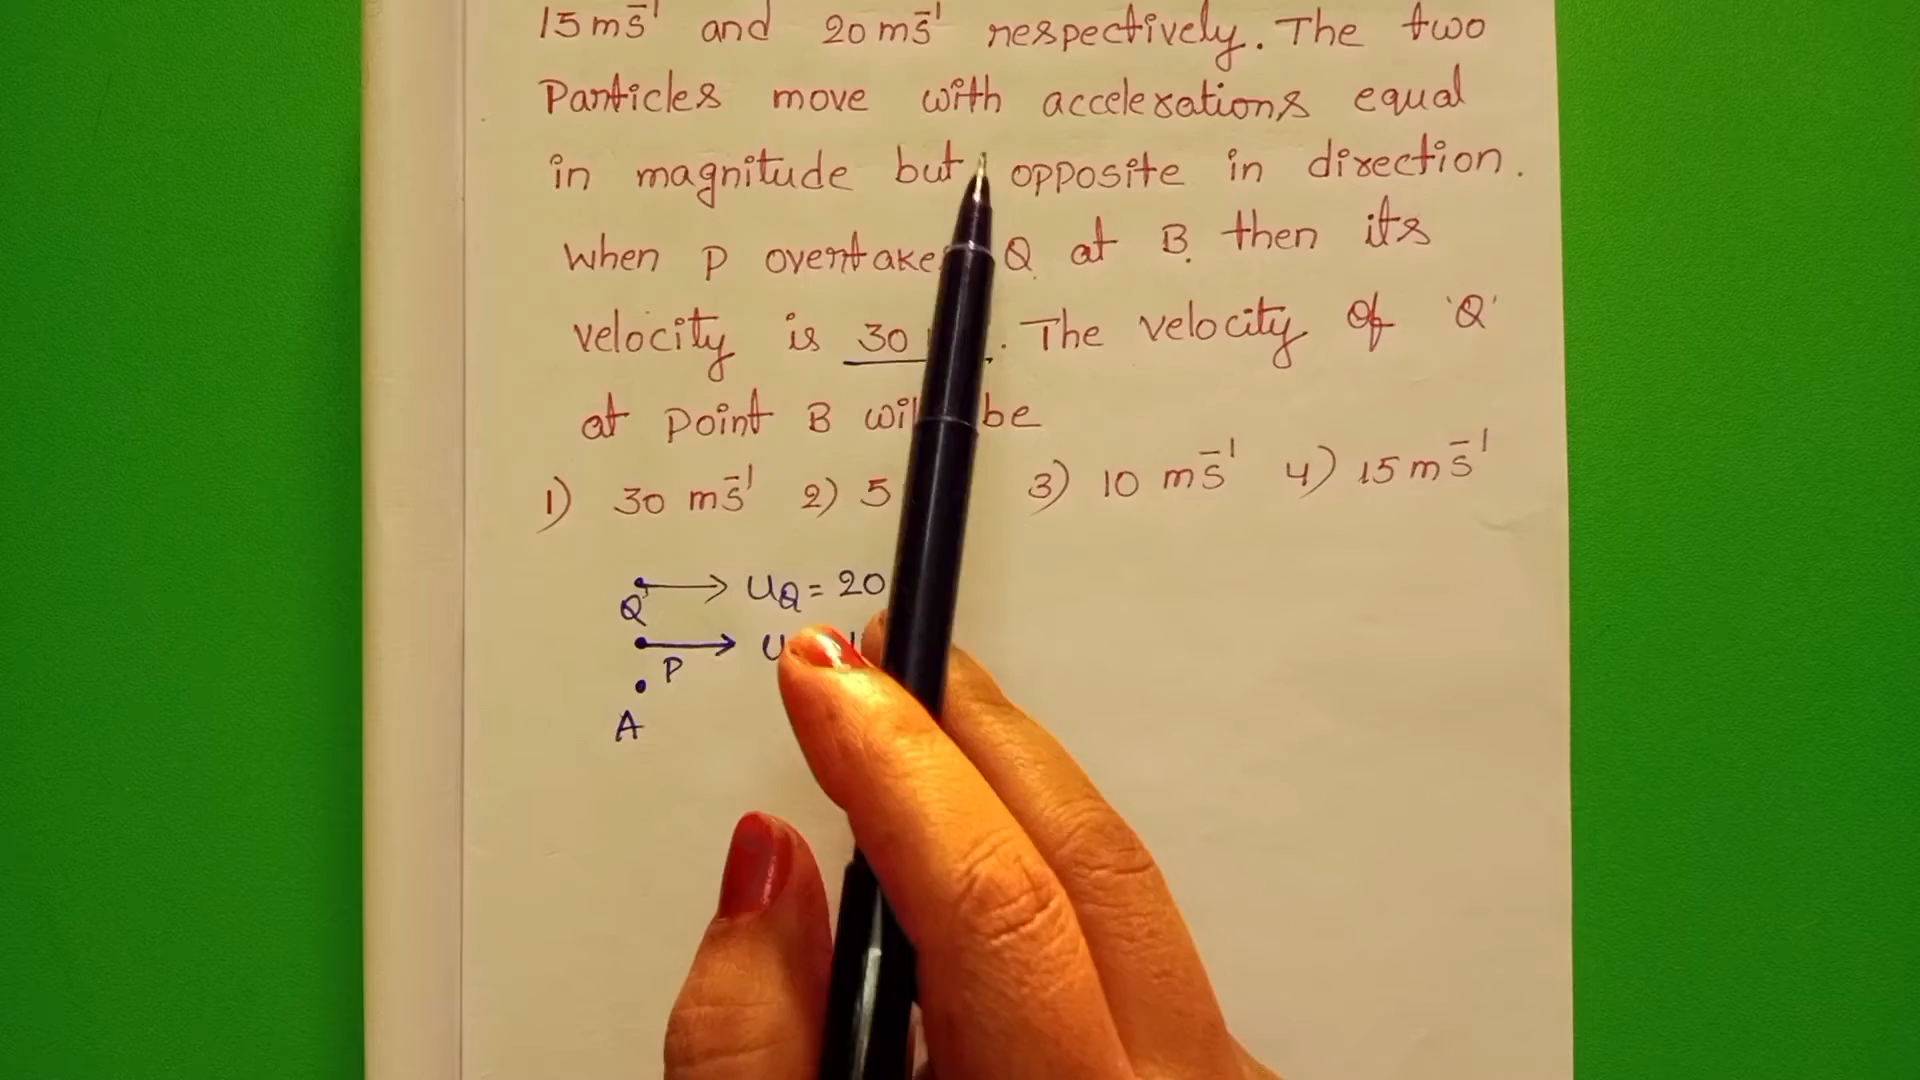 15 ms⁻¹ and 20 ms⁻¹ respectively. The two
Particles move with accelerations equal
in magnitude but opposite in direction.
When P overtake Q at B. then its
velocity is 30 . The velocity of 'Q'
at Point B be
1) 30 ms⁻¹ 2) 5 3) 10 ms⁻¹ 4) 15 ms⁻¹
Q → U_Q = 20
P → U
A